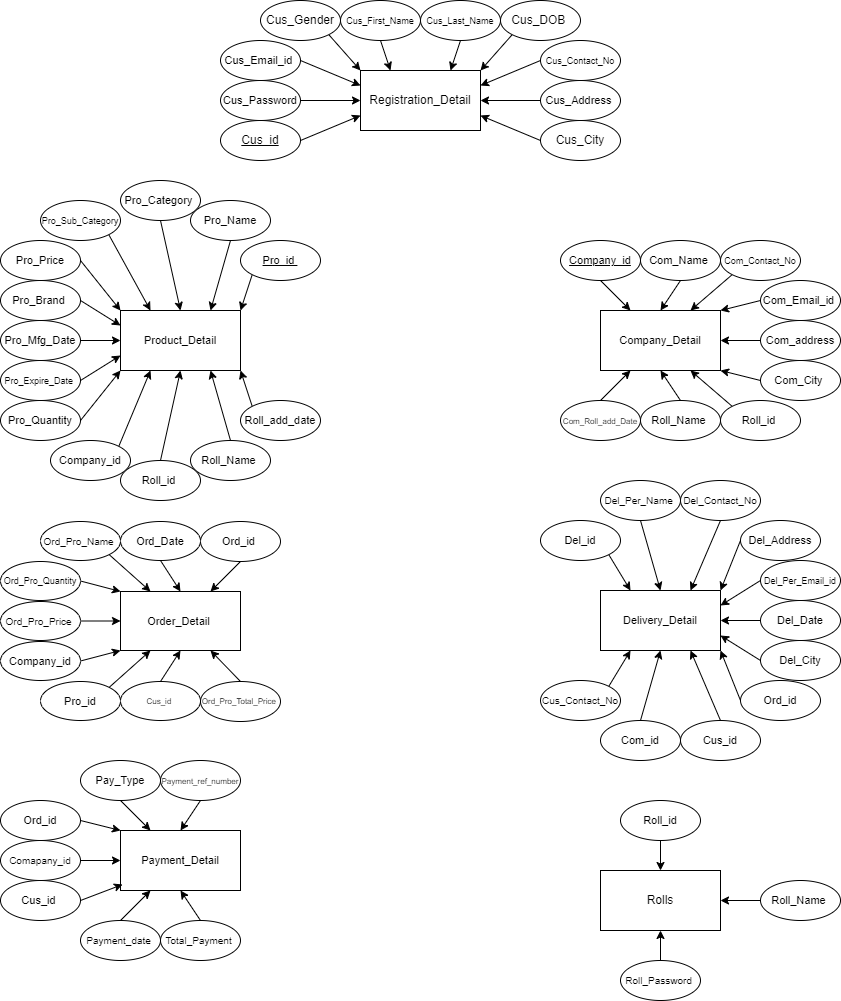 Cus_Gender
Cus_First_Name
Cus_Last_Name
Cus_DOB
Cus_Email_id
Cus_Contact_No
Cus_Password
Registration_Detail
Cus_Address
Cus_id
Cus_City
Pro_Sub_Category
Pro_Category
Pro_Name
Pro_Price
Pro_id
Pro_Brand
Pro_Mfg_Date
Product_Detail
Pro_Expire_Date
Pro_Quantity
Roll_add_date
Company_id
Roll_id
Roll_Name
Company_id
Com_Name
Com_Contact_No
Com_Email_id
Company_Detail
Com_address
Com_City
Com_Roll_add_Date
Roll_Name
Roll_id
Ord_Pro_Name
Ord_Date
Ord_id
Ord_Pro_Quantity
Ord_Pro_Price
Order_Detail
Company_id
Pro_id
Cus_id
Ord_Pro_Total_Price
Del_Per_Name
Del_Contact_No
Del_id
Del_Address
Del_Per_Email_id
Delivery_Detail
Del_Date
Del_City
Cus_Contact_No
Ord_id
Com_id
Cus_id
Pay_Type
Payment_ref_number
Ord_id
Comapany_id
Payment_Detail
Cus_id
Payment_date
Total_Payment
Roll_id
Rolls
Roll_Name
Roll_Password